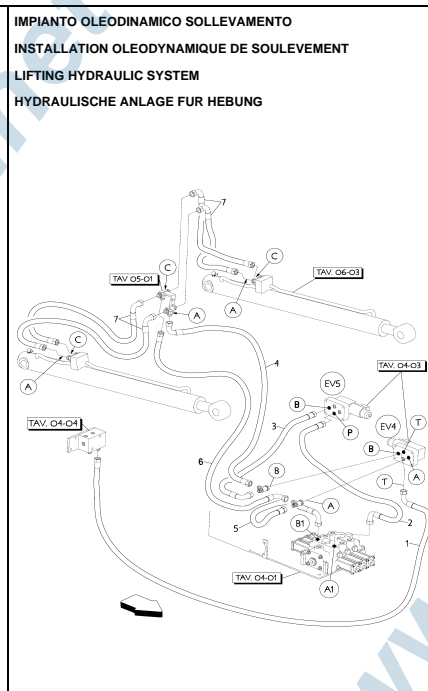 IMPIANTO OLEODINAMICO SOLLEVAMENTO
INSTALLATION OLEODYNAMIQUE DE SOULEVEMENT
LIFTING HYDRAULIC SYSTEM
HYDRAULISCHE ANLAGE FUR HEBUNG
7
C
TAV. 05-01
C
TAV. 06-03
A
7
A
C
A
4
TAV. 04-03
EV5
B
EV4
T
TAV. 04-04
3
P
B
6
B
T
A
A
2
5
B1
1
TAV. 04-01
A1